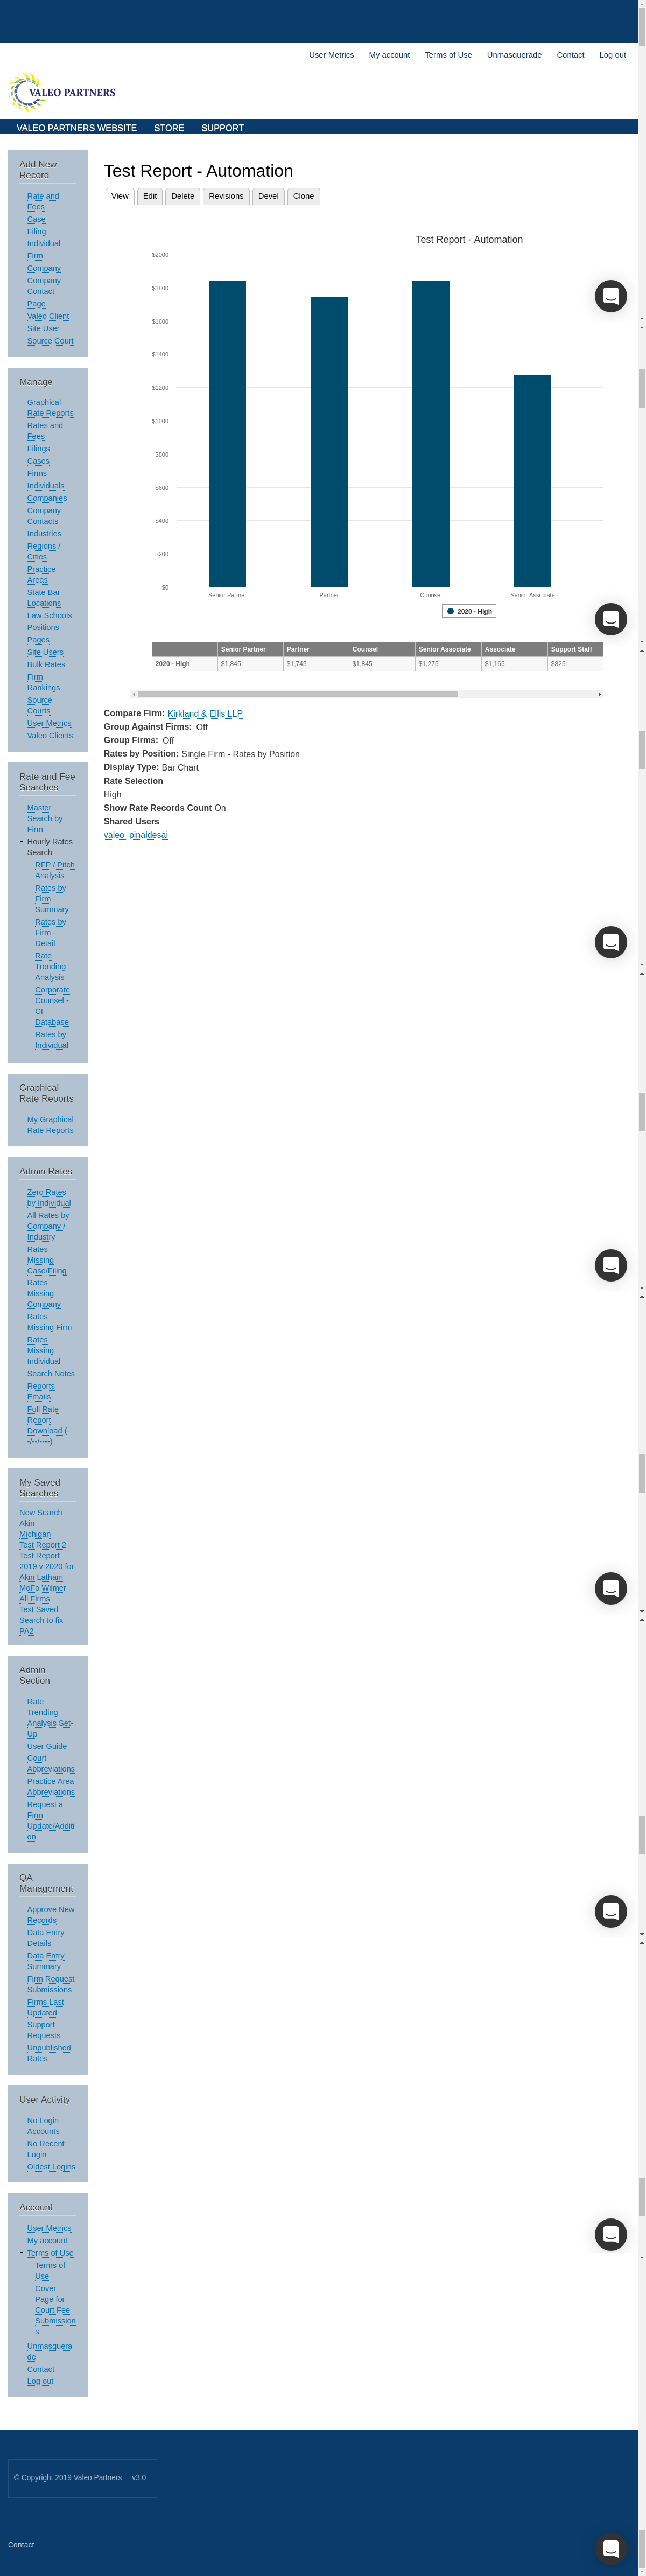 User Metrics My account Terms of Use Unmasquerade Contact Log out
VALEO PARTNERS
VALEO PARTNERS WEBSITE STORE SUPPORT
Add New
Record
Rate and
Fees
Case
Filing
Individual
Firm
Company
Company
Contact
Page
Valeo Client
Site User
Source Court
Manage
Graphical
Rate Reports
Rates and
Fees
Filings
Cases
Firms
Individuals
Companies
Company
Contacts
Industries
Regions /
Cities
Practice
Areas
State Bar
Locations
Law Schools
Positions
Pages
Site Users
Bulk Rates
Firm
Rankings
Source
Courts
User Metrics
Valeo Clients
Rate and Fee
Searches
Master
Search by
Firm
Hourly Rates
Search
RFP / Pitch
Analysis
Rates by
Firm -
Summary
Rates by
Firm -
Detail
Rate
Trending
Analysis
Corporate
Counsel -
CI
Database
Rates by
Individual
Graphical
Rate Reports
My Graphical
Rate Reports
Admin Rates
Zero Rates
by Individual
All Rates by
Company /
Industry
Rates
Missing
Case/Filing
Rates
Missing
Company
Rates
Missing Firm
Rates
Missing
Individual
Search Notes
Reports
Emails
Full Rate
Report
Download (-
-/--/----)
My Saved
Searches
New Search
Akin
Michigan
Test Report 2
Test Report
2019 v 2020 for
Akin Latham
MoFo Wilmer
All Firms
Test Saved
Search to fix
PA2
Admin
Section
Rate
Trending
Analysis Set-
Up
User Guide
Court
Abbreviations
Practice Area
Abbreviations
Request a
Firm
Update/Additi
on
QA
Management
Approve New
Records
Data Entry
Details
Data Entry
Summary
Firm Request
Submissions
Firms Last
Updated
Support
Requests
Unpublished
Rates
User Activity
No Login
Accounts
No Recent
Login
Oldest Logins
Account
User Metrics
My account
Terms of Use
Terms of
Use
Cover
Page for
Court Fee
Submission
s
Unmasquera
de
Contact
Log out
Test Report - Automation
View Edit Delete Revisions Devel Clone
Test Report - Automation
$2000
$1800
$1600
$1400
$1200
$1000
$800
$600
$400
$200
$0
Senior Partner Partner Counsel Senior Associate
2020 - High
Senior Partner Partner Counsel Senior Associate Associate Support Staff
2020 - High $1,845 $1,745 $1,845 $1,275 $1,165 $825
Compare Firm: Kirkland & Ellis LLP
Group Against Firms: Off
Group Firms: Off
Rates by Position: Single Firm - Rates by Position
Display Type: Bar Chart
Rate Selection
High
Show Rate Records Count On
Shared Users
valeo_pinaldesai
© Copyright 2019 Valeo Partners v3.0
Contact